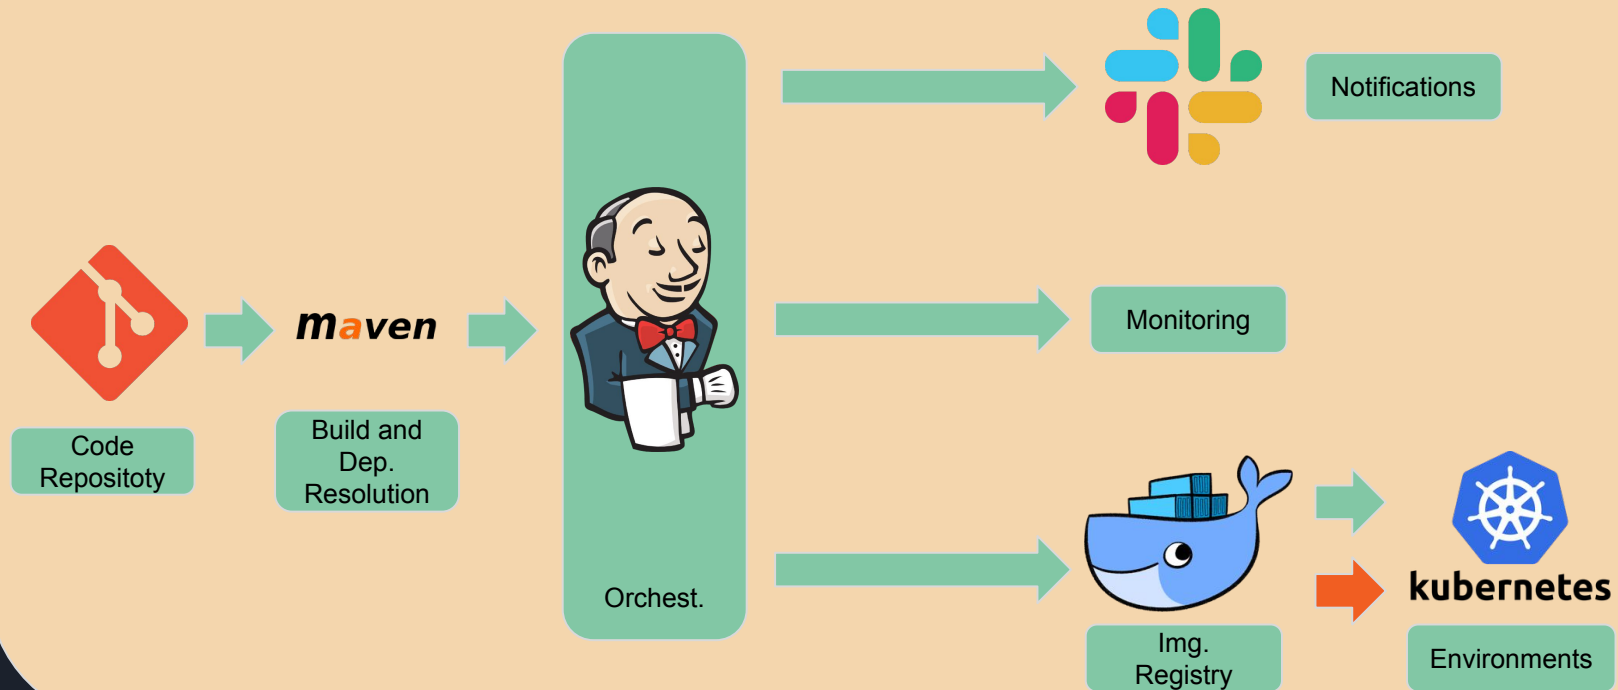 Notifications
maven
Monitoring
Code
Repositoty
Build and
Dep.
Resolution
Orchest.
kubernetes
Img.
Registry
Environments